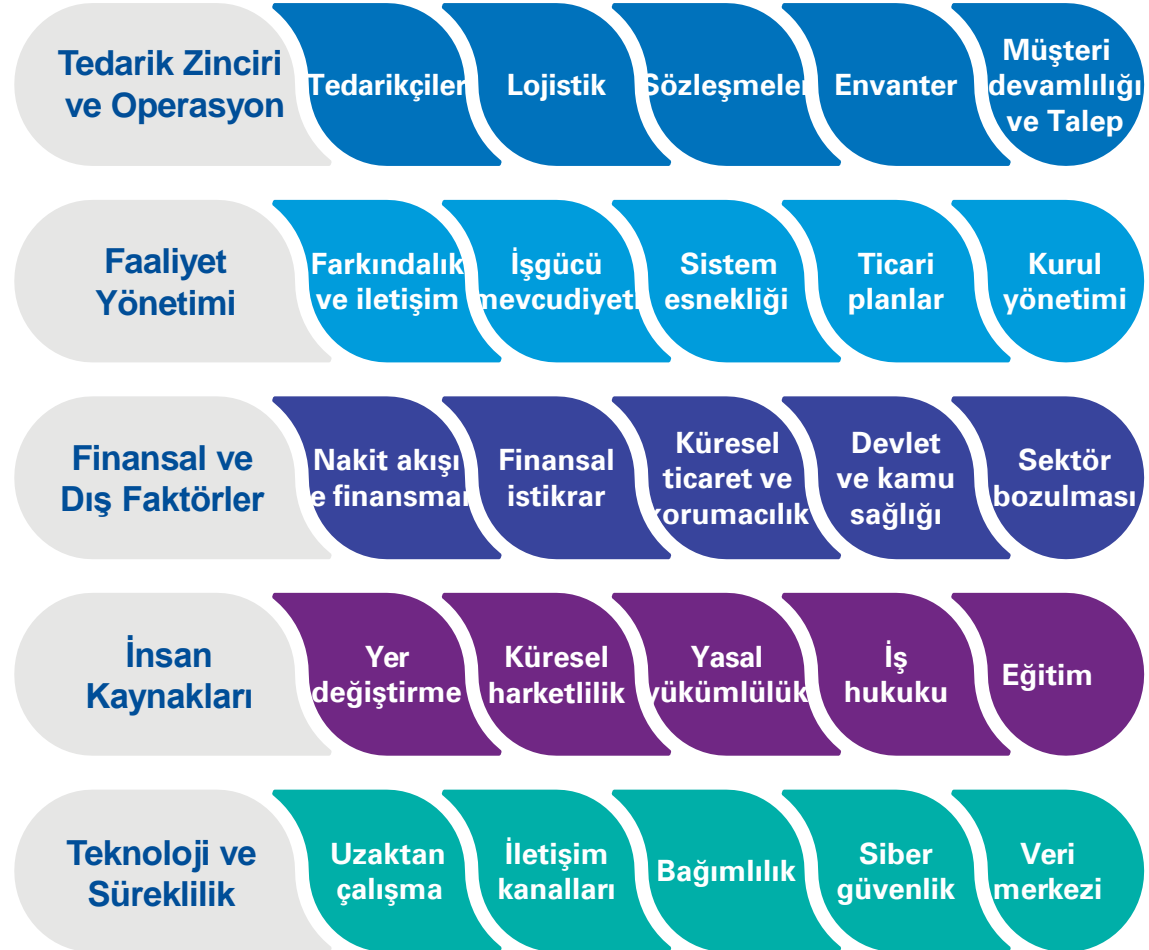 Tedarik Zinciri
ve Operasyon
Tedarikçiler
Lojistik
Sözleşmeler
Envanter
Müşteri
devamlılığı
ve Talep
Faaliyet
Yönetimi
Farkındalık
ve iletişim
İşgücü
mevcudiyeti
Sistem
esnekliği
Ticari
planlar
Kurul
yönetimi
Finansal ve
Dış Faktörler
Nakit akışı
e finansman
Finansal
istikrar
Küresel
ticaret ve
korumacılık
Devlet
ve kamu
sağlığı
Sektör
bozulması
İnsan
Kaynakları
Yer
değiştirme
Küresel
harketlilik
Yasal
yükümlülük
İş
hukuku
Eğitim
Teknoloji ve
Süreklilik
Uzaktan
çalışma
İletişim
kanalları
Bağımlılık
Siber
güvenlik
Veri
merkezi